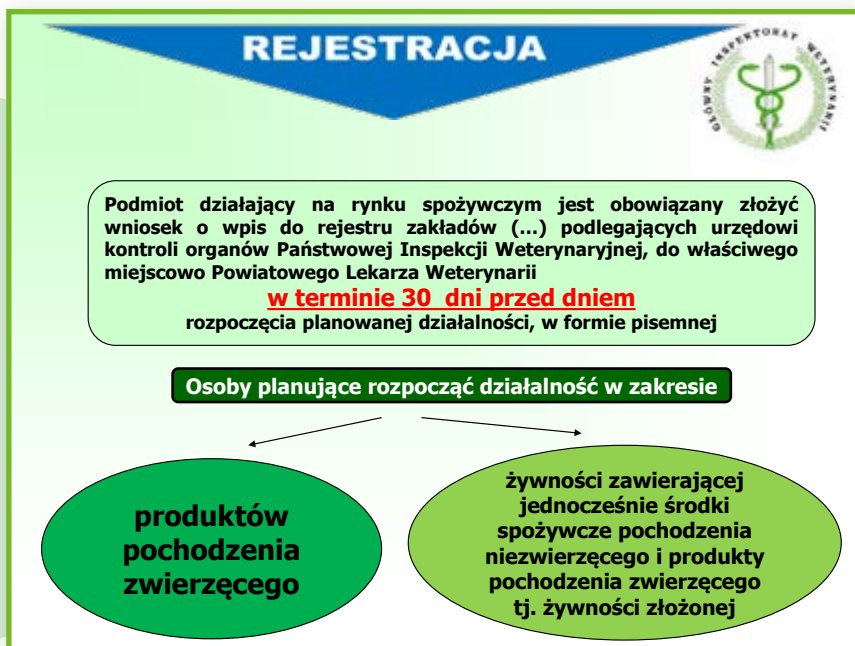 REJESTRACJA
GŁÓWNY INSPEKTORAT WETERYNARII
Podmiot działający na rynku spożywczym jest obowiązany złożyć
wniosek o wpis do rejestru zakładów (...) podlegających urzędowi
kontroli organów Państwowej Inspekcji Weterynaryjnej, do właściwego
miejscowo Powiatowego Lekarza Weterynarii
w terminie 30 dni przed dniem
rozpoczęcia planowanej działalności, w formie pisemnej
Osoby planujące rozpocząć działalność w zakresie
produktów
pochodzenia
zwierzęcego
żywności zawierającej
jednocześnie środki
spożywcze pochodzenia
niezwierzęcego i produkty
pochodzenia zwierzęcego
tj. żywności złożonej